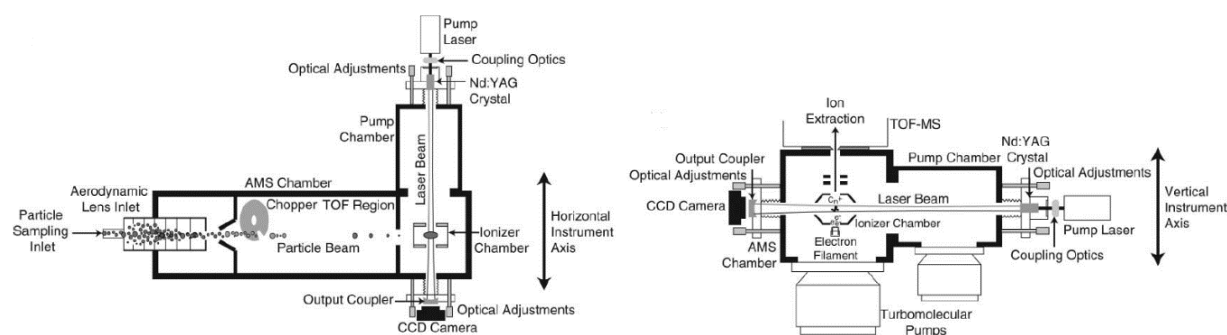 Pump
Laser
Coupling Optics
Optical Adjustments
Nd:YAG
Crystal
Pump
Chamber
Laser Beam
AMS Chamber
Aerodynamic
Lens Inlet
Chopper
TOF Region
Particle
Sampling
Inlet
Particle Beam
Ionizer
Chamber
Horizontal
Instrument
Axis
Output Coupler
Optical Adjustments
CCD Camera
Ion
Extraction
TOF-MS
Nd:YAG
Crystal
Output Coupler
Optical Adjustments
Pump Chamber
Optical Adjustments
CCD Camera
Laser Beam
Ionizer Chamber
Electron
Filament
AMS
Chamber
Pump Laser
Coupling Optics
Vertical
Instrument
Axis
Turbomolecular
Pumps